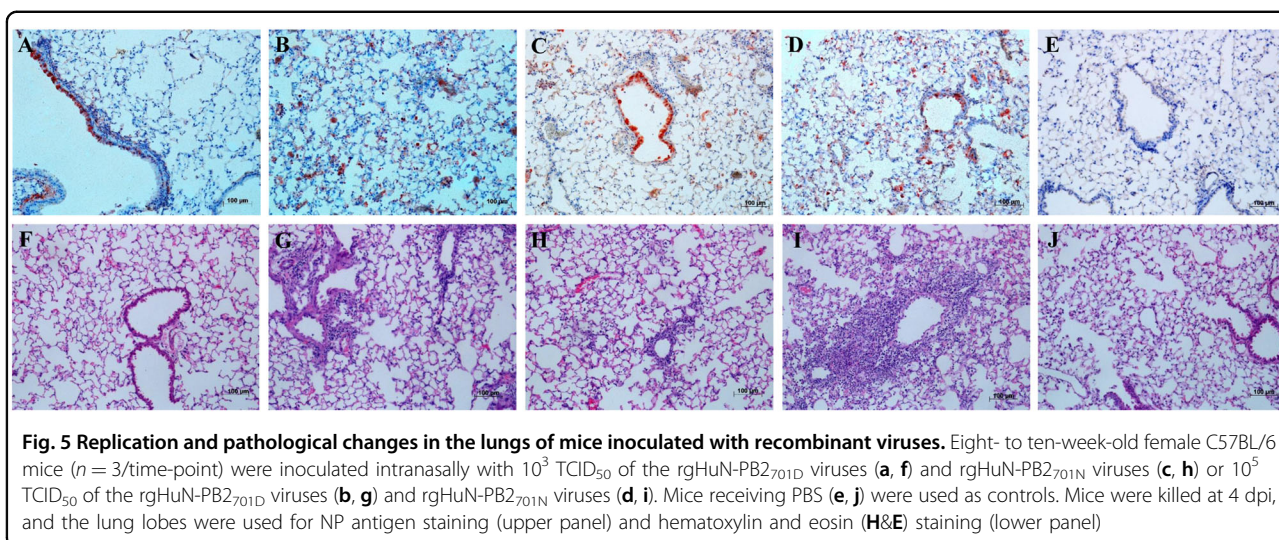 A B C D E
100 µm 100 µm 100 µm 100 µm 100 µm
F G H I J
100 µm 100 µm 100 µm 100 µm 100 µm
Fig. 5 Replication and pathological changes in the lungs of mice inoculated with recombinant viruses. Eight- to ten-week-old female C57BL/6
mice (n = 3/time-point) were inoculated intranasally with 10³ TCID₅₀ of the rgHuN-PB2₇₀₁D viruses (a, f) and rgHuN-PB2₇₀₁N viruses (c, h) or 10⁵
TCID₅₀ of the rgHuN-PB2₇₀₁D viruses (b, g) and rgHuN-PB2₇₀₁N viruses (d, i). Mice receiving PBS (e, j) were used as controls. Mice were killed at 4 dpi,
and the lung lobes were used for NP antigen staining (upper panel) and hematoxylin and eosin (H&E) staining (lower panel)